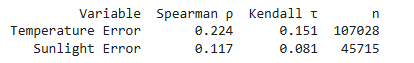 Variable Spearman ρ Kendall τ n
Temperature Error 0.224 0.151 107028
Sunlight Error 0.117 0.081 45715